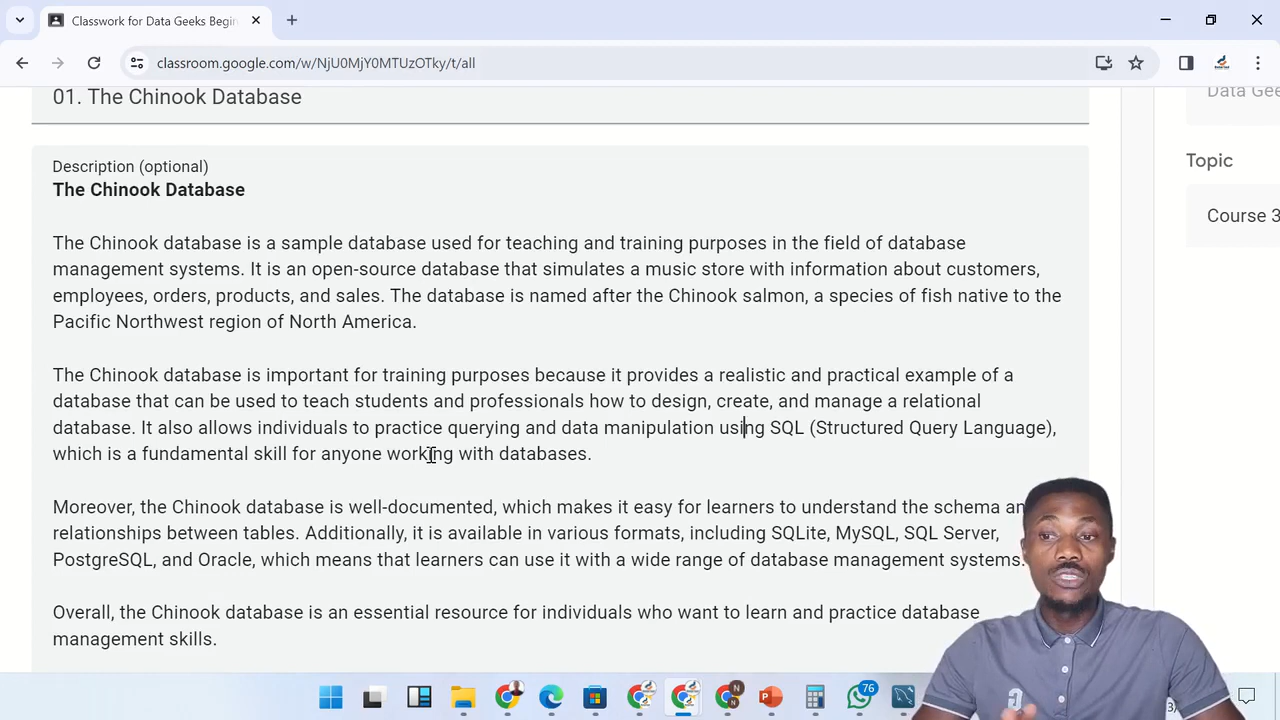 Classwork for Data Geeks Begin
classroom.google.com/w/NjU0MjY0MTUzOTky/t/all
01. The Chinook Database
Data Gee
Topic
Course 3
Description (optional)
The Chinook Database
The Chinook database is a sample database used for teaching and training purposes in the field of database
management systems. It is an open-source database that simulates a music store with information about customers,
employees, orders, products, and sales. The database is named after the Chinook salmon, a species of fish native to the
Pacific Northwest region of North America.
The Chinook database is important for training purposes because it provides a realistic and practical example of a
database that can be used to teach students and professionals how to design, create, and manage a relational
database. It also allows individuals to practice querying and data manipulation using SQL (Structured Query Language),
which is a fundamental skill for anyone working with databases.
Moreover, the Chinook database is well-documented, which makes it easy for learners to understand the schema an
relationships between tables. Additionally, it is available in various formats, including SQLite, MySQL, SQL Server,
PostgreSQL, and Oracle, which means that learners can use it with a wide range of database management systems.
Overall, the Chinook database is an essential resource for individuals who want to learn and practice database
management skills.
76